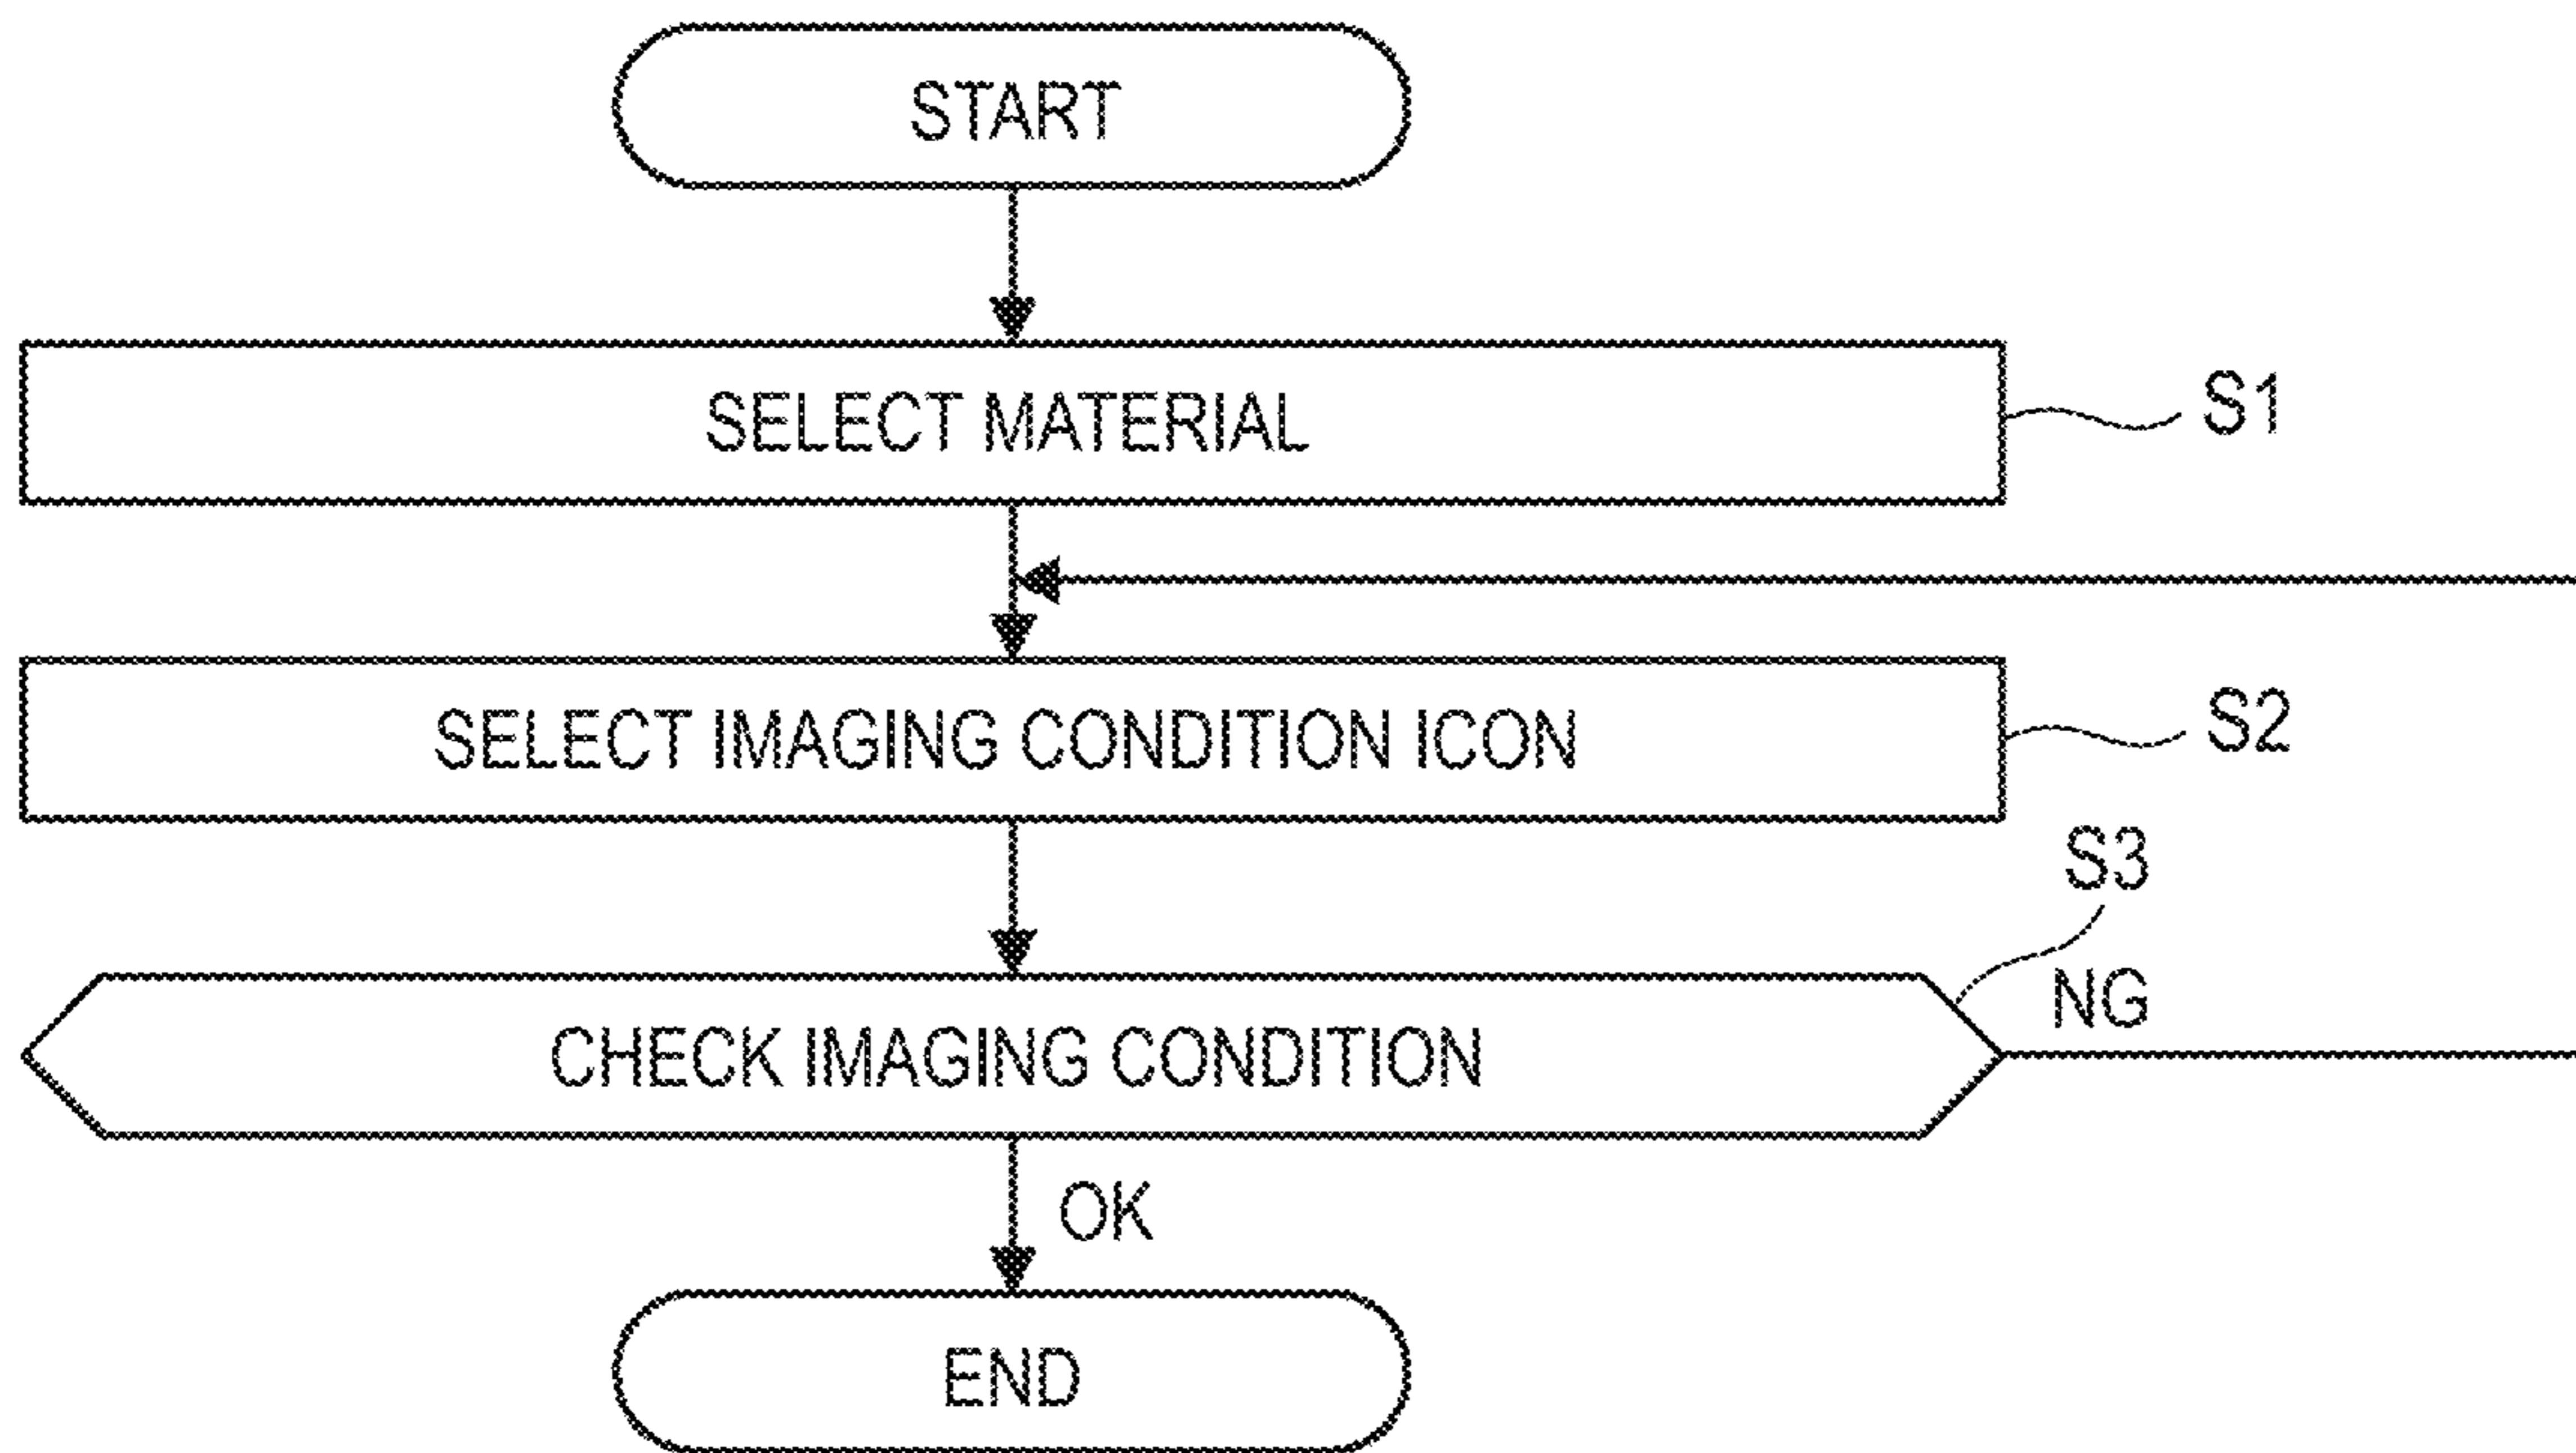 START
SELECT MATERIAL
S1
SELECT IMAGING CONDITION ICON
S2
S3
CHECK IMAGING CONDITION
NG
OK
END